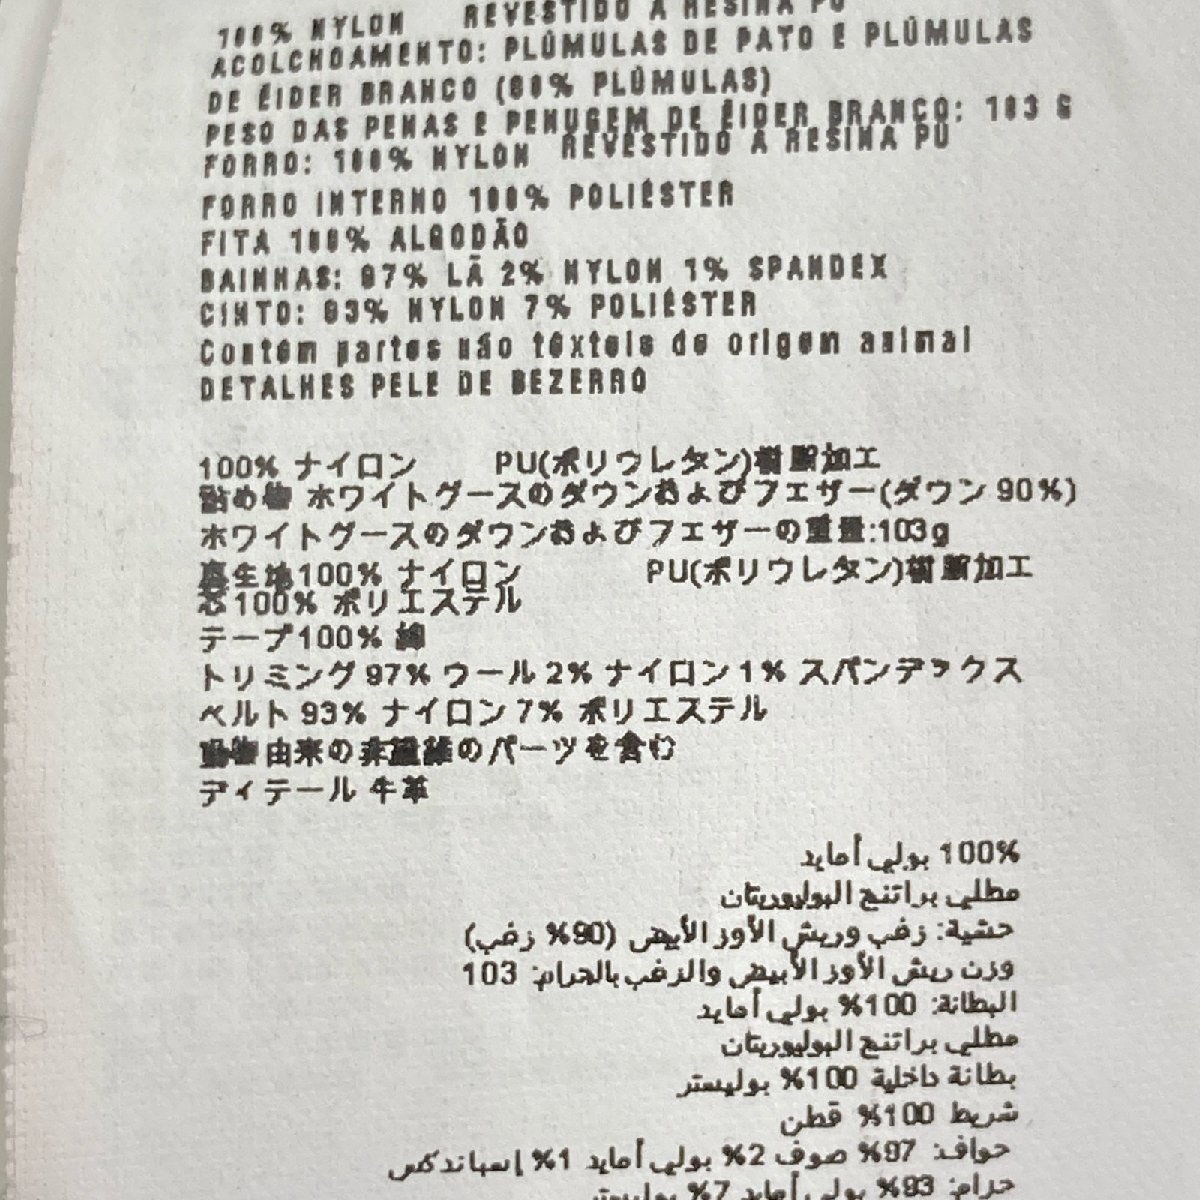 100% NYLON REVESTIDO A RESINA PU
ACOLCHOAMENTO: PLÚMULAS DE PATO E PLÚMULAS
DE ÉIDER BRANCO (90% PLÚMULAS)
PESO DAS PENAS E PENUGEM DE ÉIDER BRANCO: 103 G
FORRO: 100% NYLON REVESTIDO A RESINA PU
FORRO INTERNO 100% POLIÉSTER
FITA 100% ALGODÃO
BAINHAS: 97% LÃ 2% NYLON 1% SPANDEX
CINTO: 93% NYLON 7% POLIÉSTER
Contém partes não têxteis de origem animal
DETALHES PELE DE BEZERRO
100% ナイロン PU(ポリウレタン)樹脂加工
詰め物 ホワイトグースのダウンおよびフェザー(ダウン 90%)
ホワイトグースのダウンおよびフェザーの重量:103g
裏生地100% ナイロン PU(ポリウレタン)樹脂加工
芯100% ポリエステル
テープ100% 綿
トリミング 97% ウール 2% ナイロン 1% スパンデックス
ベルト 93% ナイロン 7% ポリエステル
動物由来の非繊維のパーツを含む
ディテール 牛革
100% بولي أمايد
مطلي براتنج البوليوريتان
حشية: زغب وريش الأوز الأبيض (90% زغب)
وزن ريش الأوز الأبيض والزغب بالجرام: 103
البطانة: 100% بولي أمايد
مطلي براتنج البوليوريتان
بطانة داخلية 100% بوليستر
شريط 100% قطن
حواف: 97% صوف 2% بولي أمايد 1% إسباندكس
حزام: 93% بولي أمايد 7% بوليستر